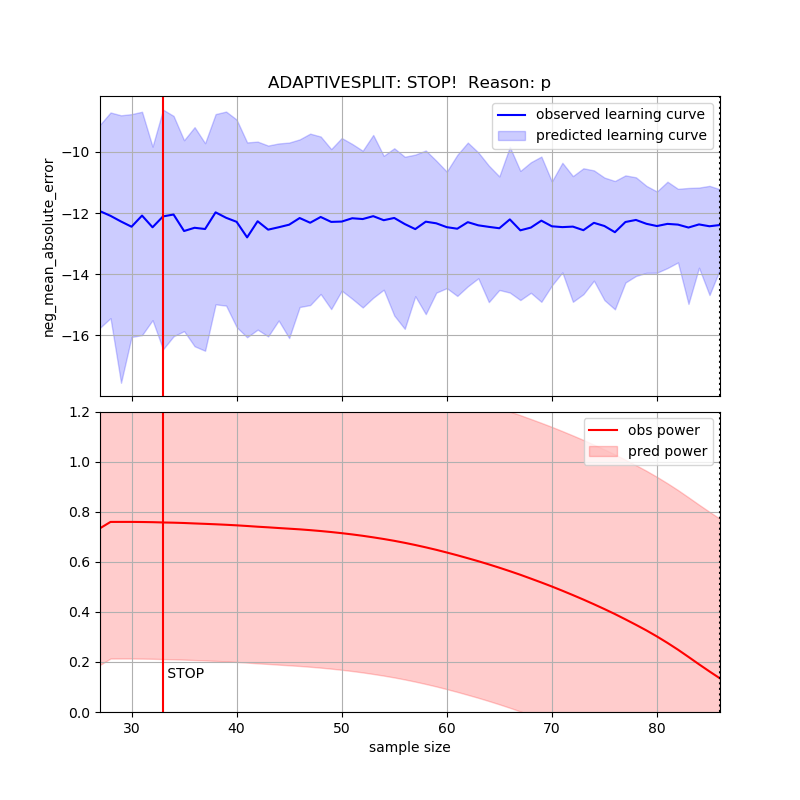 ADAPTIVESPLIT: STOP!  Reason: p
neg_mean_absolute_error
−10
−12
−14
−16
observed learning curve
predicted learning curve
1.2
1.0
0.8
0.6
0.4
0.2
0.0
obs power
pred power
STOP
30 40 50 60 70 80
sample size